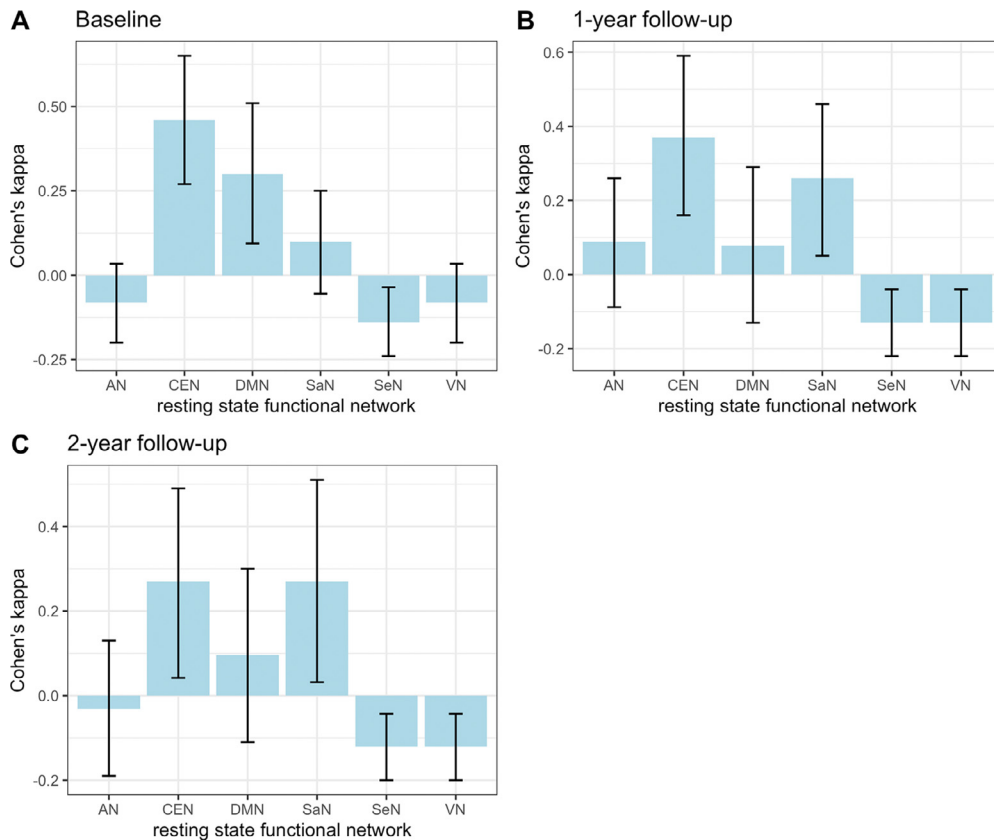 A Baseline
Cohen's kappa
0.50
0.25
0.00
-0.25
AN CEN DMN SaN SeN VN
resting state functional network
B 1-year follow-up
Cohen's kappa
0.6
0.4
0.2
0.0
-0.2
AN CEN DMN SaN SeN VN
resting state functional network
C 2-year follow-up
Cohen's kappa
0.4
0.2
0.0
-0.2
AN CEN DMN SaN SeN VN
resting state functional network